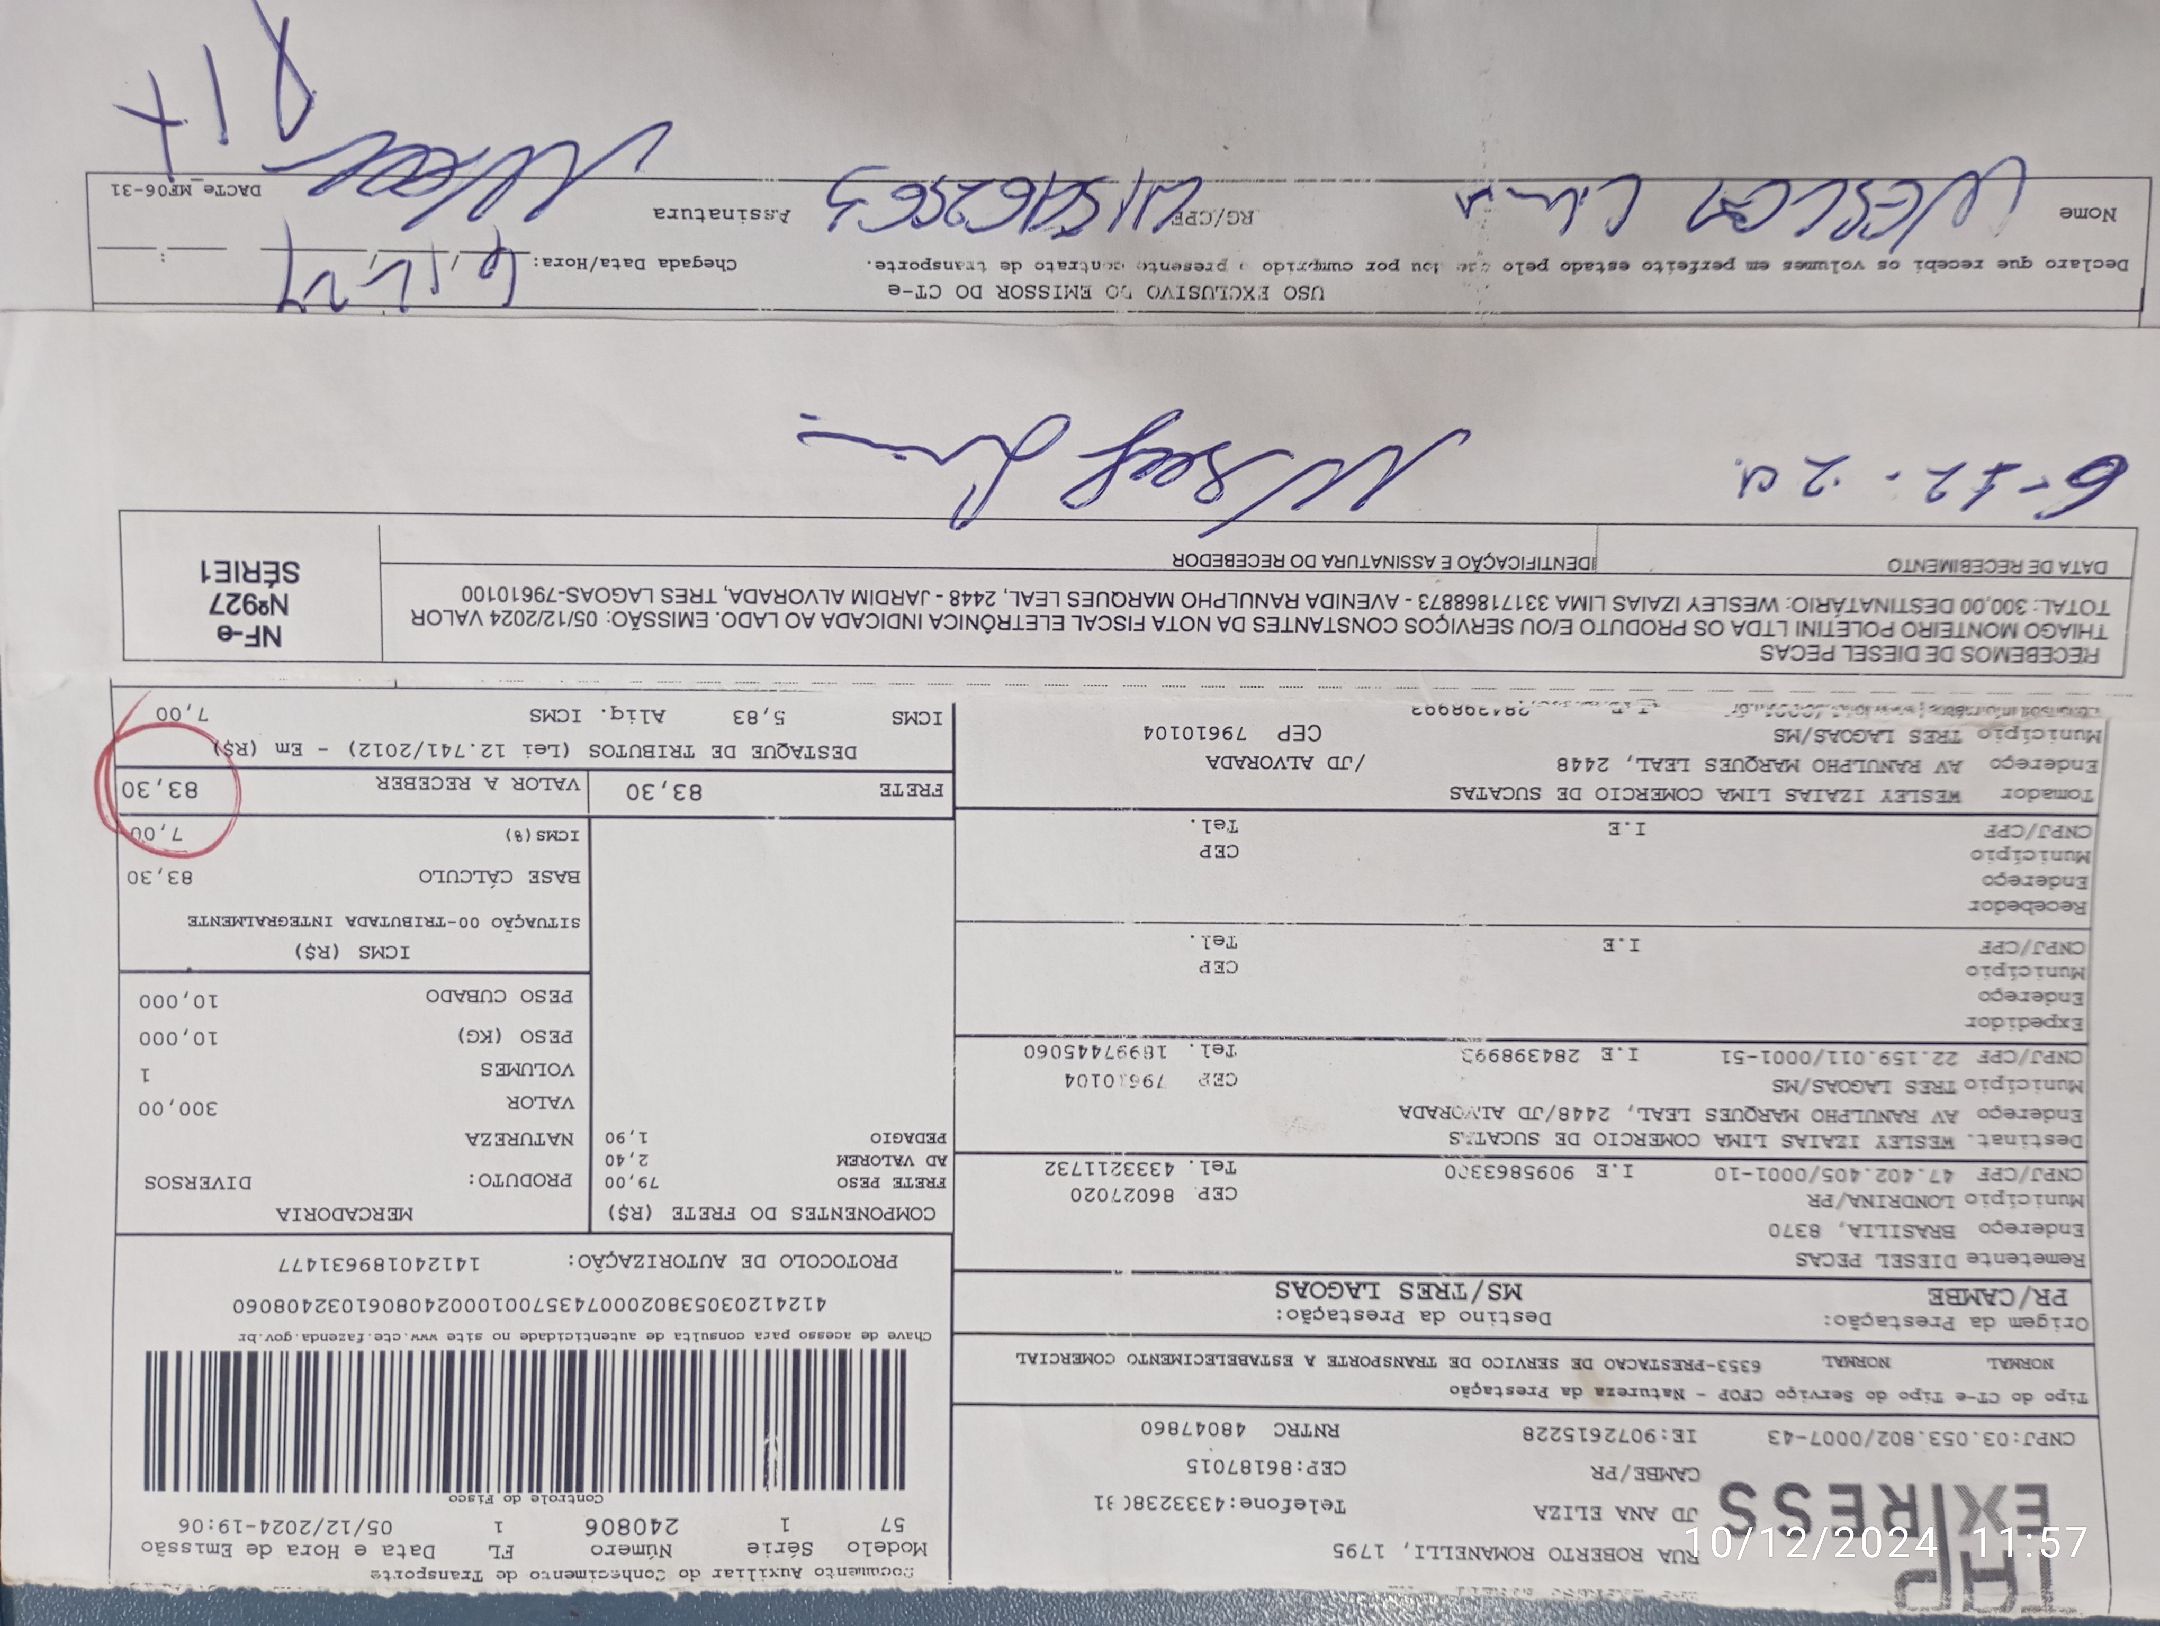 TAP
EXPRESS
RUA ROBERTO ROMANELLI, 1795
JD ANA ELIZA
CAMBE/PR
CEP:86187015
CNPJ:03.053.802/0007-43 IE:9072615228 RNTRC 48047860
Documento Auxiliar do Conhecimento de Transporte
Modelo Série Número FL Data e Hora de Emissão
57 1 240806 1 05/12/2024-19:06
Controle do Fisco
Chave de acesso para consulta de autenticidade no site www.cte.fazenda.gov.br
PROTOCOLO DE AUTORIZAÇÃO: 141240189631477
Tipo do CT-e Tipo do Serviço CFOP - Natureza da Prestação
NORMAL NORMAL 6353-PRESTACAO DE SERVICO DE TRANSPORTE A ESTABELECIMENTO COMERCIAL
Origem da Prestação: Destino da Prestação:
PR/CAMBE MS/TRES LAGOAS
Remetente DIESEL PECAS
Endereço BRASILIA, 8370
Município LONDRINA/PR CEP 86027020
CNPJ/CPF 47.402.405/0001-10 I.E Tel. 4333211732
Destinat. WESLEY IZAIAS LIMA COMERCIO DE SUCATAS
Endereço AV RANULPHO MARQUES LEAL, 2448/JD ALVORADA
Município TRES LAGOAS/MS CEP 79610104
CNPJ/CPF 22.159.011/0001-51 I.E 284398993 Tel. 18997445060
Expedidor
Endereço
Município CEP
CNPJ/CPF I.E Tel.
Recebedor
Endereço
Município CEP
CNPJ/CPF I.E Tel.
Tomador WESLEY IZAIAS LIMA COMERCIO DE SUCATAS
Endereço AV RANULPHO MARQUES LEAL, 2448 /JD ALVORADA
Município TRES LAGOAS/MS CEP 79610104
COMPONENTES DO FRETE (R$)
FRETE PESO 79,00
AD VALOREM 2,40
PEDAGIO 1,90
FRETE 83,30
MERCADORIA
PRODUTO: DIVERSOS
NATUREZA
VALOR 300,00
VOLUMES 1
PESO (KG) 10,000
PESO CUBADO 10,000
ICMS (R$)
SITUAÇÃO 00-TRIBUTADA INTEGRALMENTE
BASE CÁLCULO 83,30
ICMS(%) 7,00
VALOR A RECEBER 83,30
DESTAQUE DE TRIBUTOS (Lei 12.741/2012) - Em (R$)
ICMS 5,83 Aliq. ICMS 7,00
RECEBEMOS DE DIESEL PECAS
THIAGO MONTEIRO POLETINI LTDA OS PRODUTO E/OU SERVIÇOS CONSTANTES DA NOTA FISCAL ELETRÔNICA INDICADA AO LADO. EMISSÃO: 05/12/2024 VALOR
TOTAL: 300,00 DESTINATÁRIO: WESLEY IZAIAS LIMA 33171868873 - AVENIDA RANULPHO MARQUES LEAL, 2448 - JARDIM ALVORADA, TRES LAGOAS-79610100
DATA DE RECEBIMENTO IDENTIFICAÇÃO E ASSINATURA DO RECEBEDOR
NF-e
Nº927
SÉRIE1
6-12-24
USO EXCLUSIVO DO EMISSOR DO CT-e
Declaro que recebi os volumes em perfeito estado pelo que dou por cumprido o presente contrato de transporte. Chegada Data/Hora:
Nome WESLEY Lima RG/CPF Assinatura
DACTe_MF06-31
10/12/2024 11:57